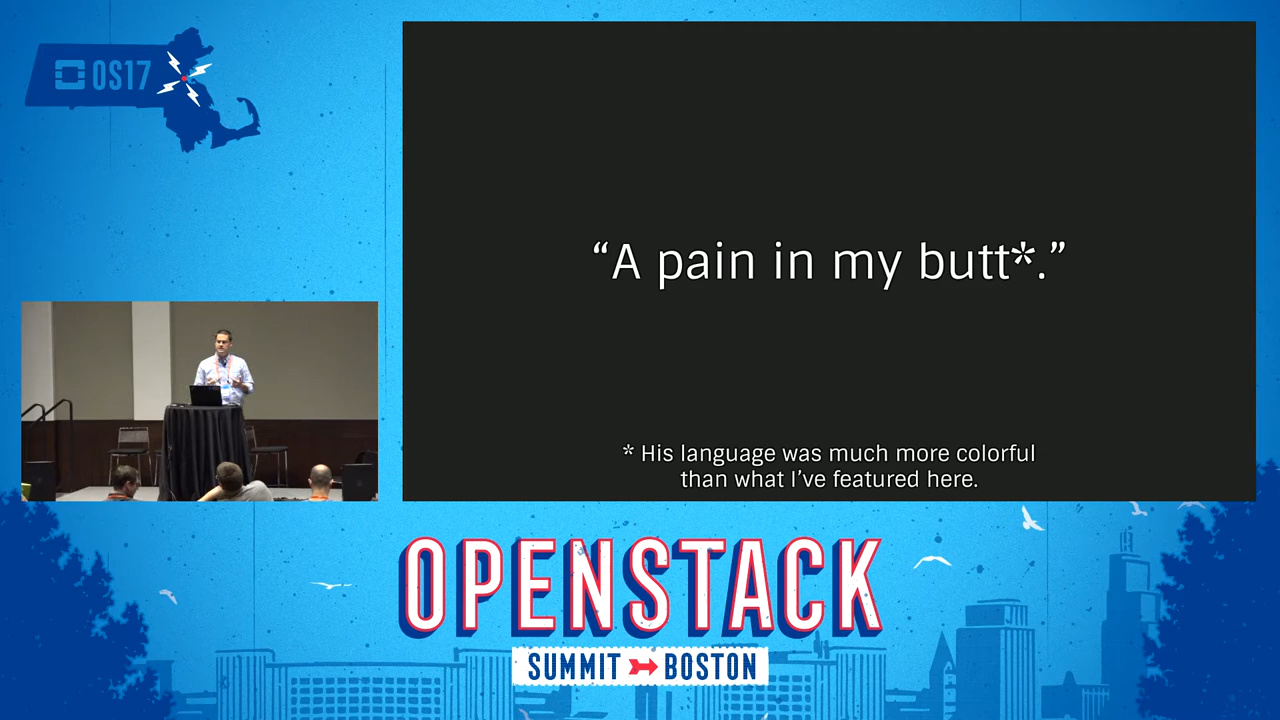 OS17
“A pain in my butt*.”
* His language was much more colorful
than what I’ve featured here.
OPENSTACK
SUMMIT BOSTON